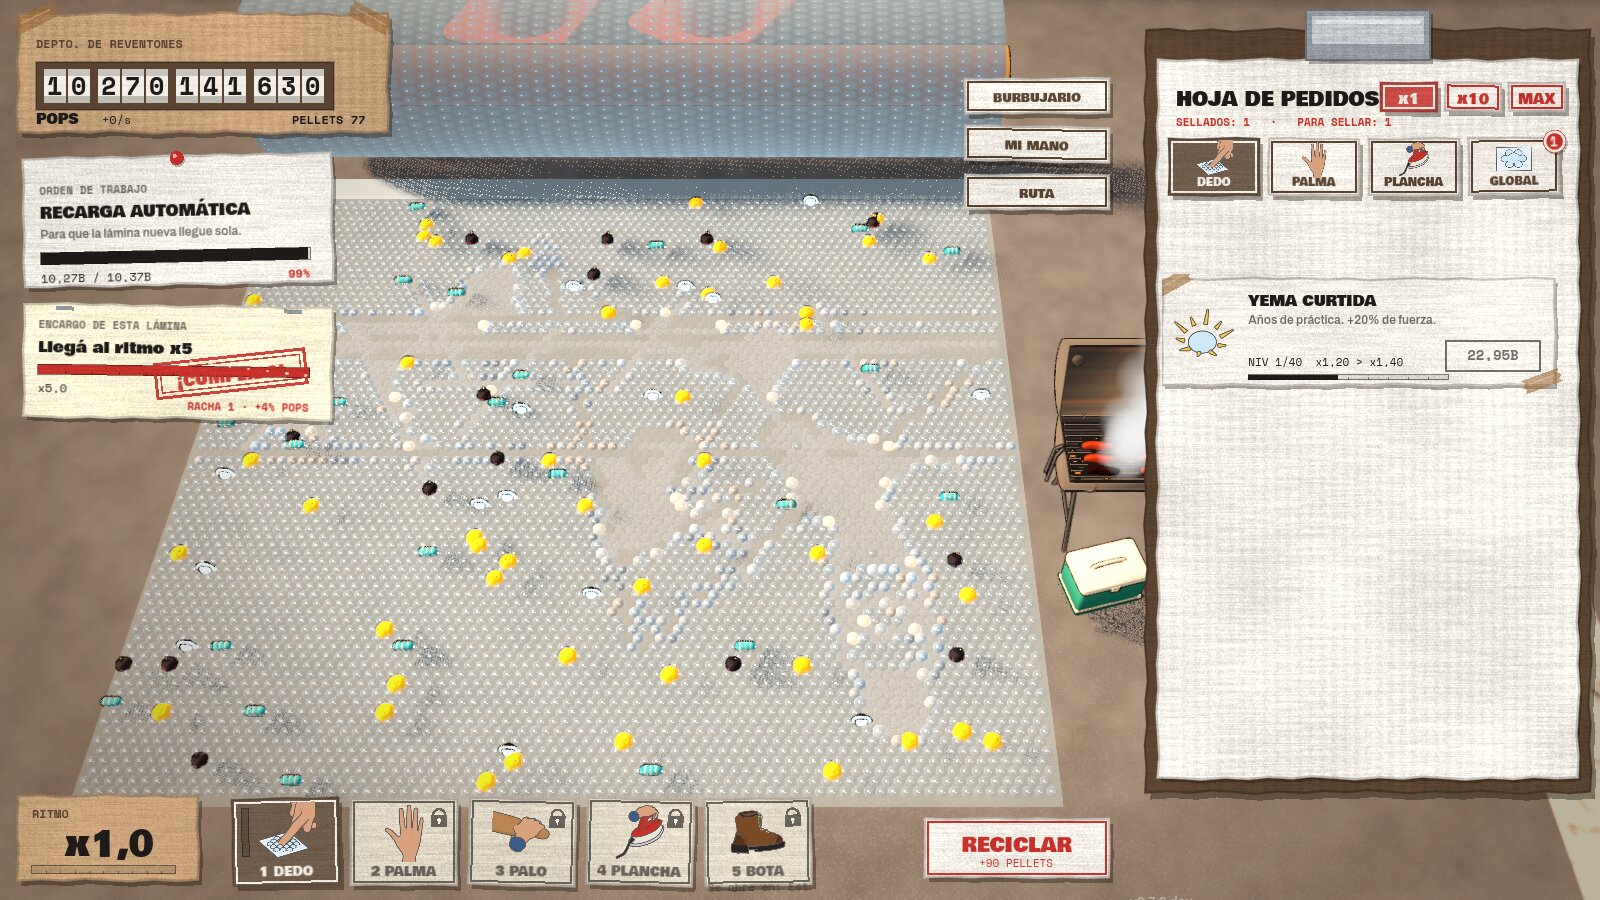 DEPTO. DE REVENTONES
10 270 141 630
POPS +0/s PELLETS 77
ORDEN DE TRABAJO
RECARGA AUTOMÁTICA
Para que la lámina nueva llegue sola.
10,27B / 10,37B 99%
ENCARGO DE ESTA LÁMINA
Llegá al ritmo x5
x5,0
RACHA 1 · +4% POPS
BURBUJARIO
MI MANO
RUTA
HOJA DE PEDIDOS x1 x10 MAX
SELLADOS: 1 · PARA SELLAR: 1
DEDO PALMA PLANCHA GLOBAL 1
YEMA CURTIDA
Años de práctica. +20% de fuerza.
NIV 1/40 x1,20 > x1,40 22,95B
RITMO
x1,0
1 DEDO 2 PALMA 3 PALO 4 PLANCHA 5 BOTA
RECICLAR
+90 PELLETS